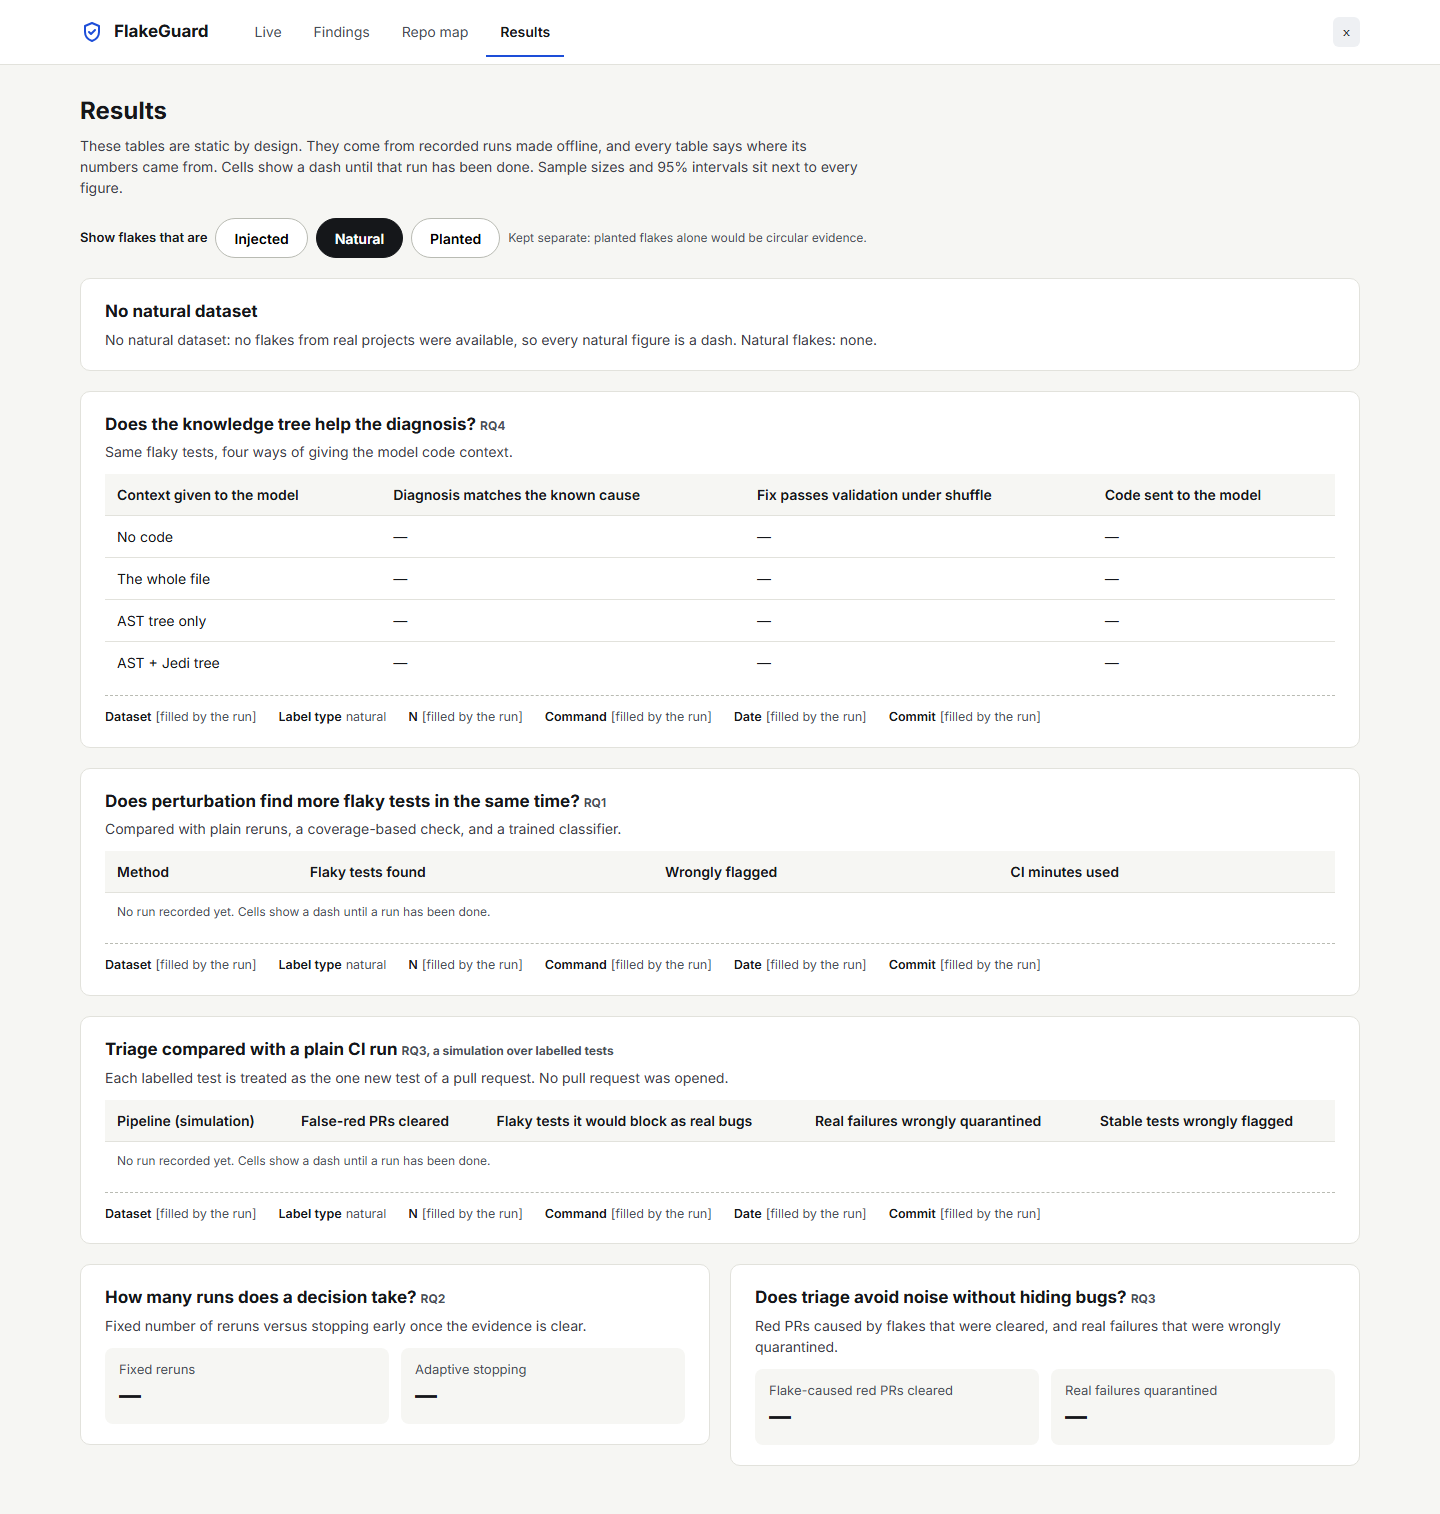 FlakeGuard
Live
Findings
Repo map
Results
x
Results
These tables are static by design. They come from recorded runs made offline, and every table says where its
numbers came from. Cells show a dash until that run has been done. Sample sizes and 95% intervals sit next to every
figure.
Show flakes that are Injected Natural Planted Kept separate: planted flakes alone would be circular evidence.
No natural dataset
No natural dataset: no flakes from real projects were available, so every natural figure is a dash. Natural flakes: none.
Does the knowledge tree help the diagnosis? RQ4
Same flaky tests, four ways of giving the model code context.
Context given to the model Diagnosis matches the known cause Fix passes validation under shuffle Code sent to the model
No code — — —
The whole file — — —
AST tree only — — —
AST + Jedi tree — — —
Dataset [filled by the run] Label type natural N [filled by the run] Command [filled by the run] Date [filled by the run] Commit [filled by the run]
Does perturbation find more flaky tests in the same time? RQ1
Compared with plain reruns, a coverage-based check, and a trained classifier.
Method Flaky tests found Wrongly flagged CI minutes used
No run recorded yet. Cells show a dash until a run has been done.
Dataset [filled by the run] Label type natural N [filled by the run] Command [filled by the run] Date [filled by the run] Commit [filled by the run]
Triage compared with a plain CI run RQ3, a simulation over labelled tests
Each labelled test is treated as the one new test of a pull request. No pull request was opened.
Pipeline (simulation) False-red PRs cleared Flaky tests it would block as real bugs Real failures wrongly quarantined Stable tests wrongly flagged
No run recorded yet. Cells show a dash until a run has been done.
Dataset [filled by the run] Label type natural N [filled by the run] Command [filled by the run] Date [filled by the run] Commit [filled by the run]
How many runs does a decision take? RQ2
Fixed number of reruns versus stopping early once the evidence is clear.
Fixed reruns
—
Adaptive stopping
—
Does triage avoid noise without hiding bugs? RQ3
Red PRs caused by flakes that were cleared, and real failures that were wrongly
quarantined.
Flake-caused red PRs cleared
—
Real failures quarantined
—